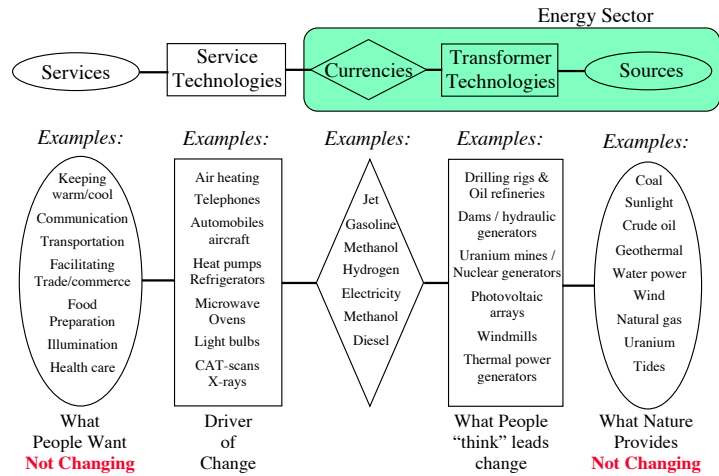 Energy Sector
Services
Service
Technologies
Currencies
Transformer
Technologies
Sources
Examples:
Examples:
Examples:
Examples:
Examples:
Keeping
warm/cool
Communication
Transportation
Facilitating
Trade/commerce
Food
Preparation
Illumination
Health care
Air heating
Telephones
Automobiles
aircraft
Heat pumps
Refrigerators
Microwave
Ovens
Light bulbs
CAT-scans
X-rays
Jet
Gasoline
Methanol
Hydrogen
Electricity
Methanol
Diesel
Drilling rigs &
Oil refineries
Dams / hydraulic
generators
Uranium mines /
Nuclear generators
Photovoltaic
arrays
Windmills
Thermal power
generators
Coal
Sunlight
Crude oil
Geothermal
Water power
Wind
Natural gas
Uranium
Tides
What
People Want
Not Changing
Driver
of
Change
What People
“think” leads
change
What Nature
Provides
Not Changing